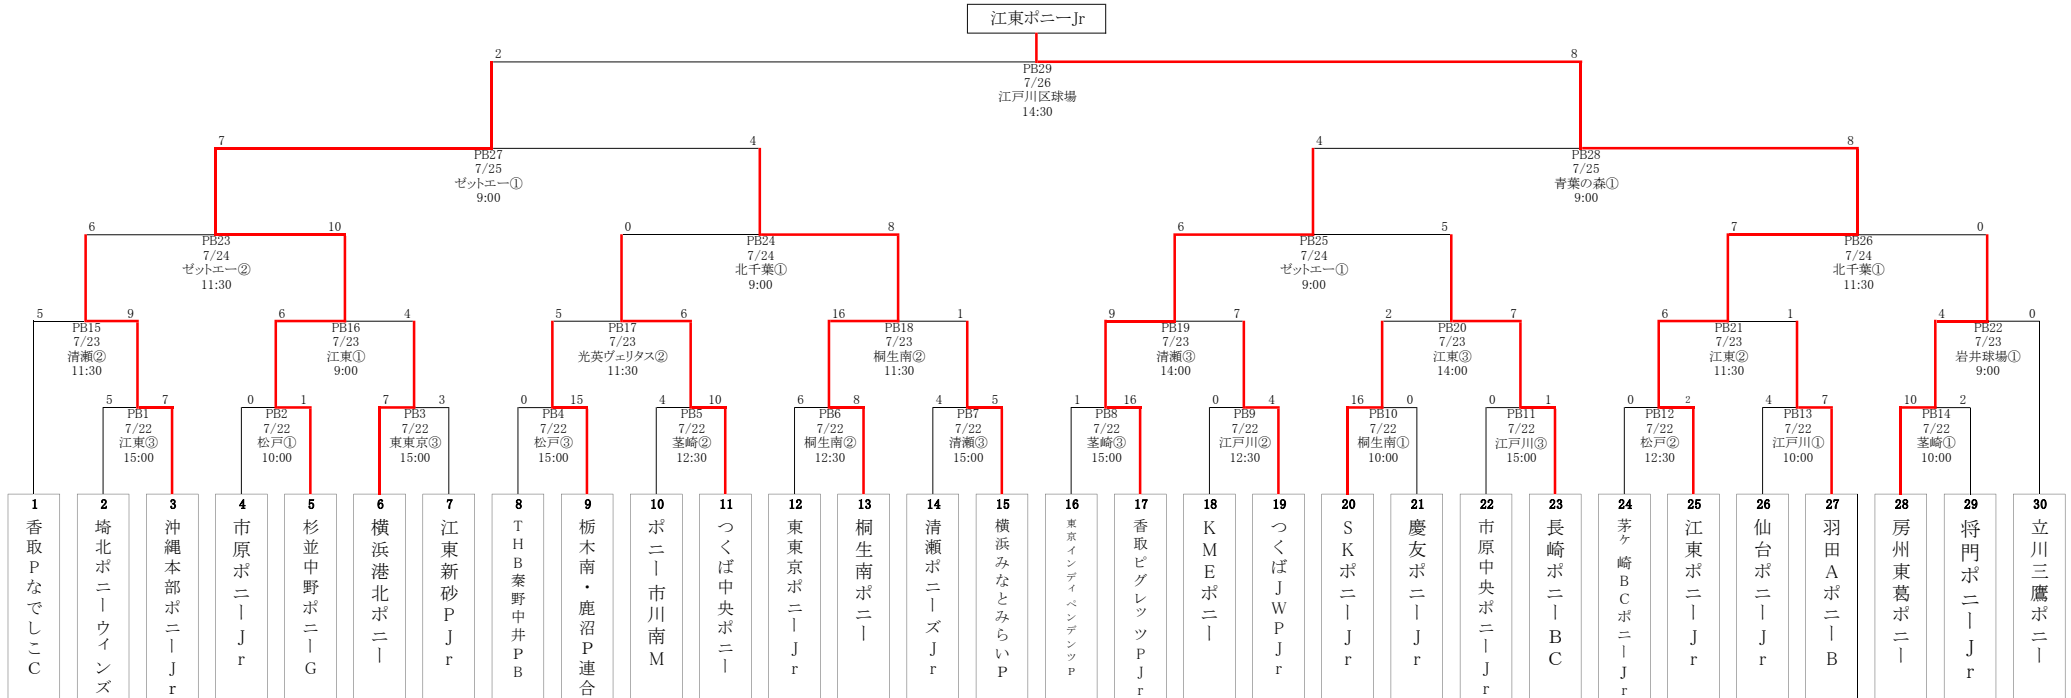 江東ポニーJr
2
8
PB29
7/26
江戸川区球場
14:30
7
4
4
8
PB27
7/25
ゼットエー①
9:00
PB28
7/25
青葉の森①
9:00
6
10
0
8
6
5
7
0
PB23
7/24
ゼットエー②
11:30
PB24
7/24
北千葉①
9:00
PB25
7/24
ゼットエー①
9:00
PB26
7/24
北千葉①
11:30
5
9
6
4
5
6
16
1
9
7
2
7
6
1
4
0
PB15
7/23
清瀬②
11:30
PB16
7/23
江東①
9:00
PB17
7/23
光英ヴェリタス②
11:30
PB18
7/23
桐生南②
11:30
PB19
7/23
清瀬③
14:00
PB20
7/23
江東③
14:00
PB21
7/23
江東②
11:30
PB22
7/23
岩井球場①
9:00
5
7
0
1
7
3
0
15
4
10
6
8
4
5
1
16
0
4
16
0
0
1
0
2
4
7
10
2
PB1
7/22
江東③
15:00
PB2
7/22
松戸①
10:00
PB3
7/22
東東京③
15:00
PB4
7/22
松戸③
15:00
PB5
7/22
茎崎②
12:30
PB6
7/22
桐生南②
12:30
PB7
7/22
清瀬③
15:00
PB8
7/22
茎崎③
15:00
PB9
7/22
江戸川②
12:30
PB10
7/22
桐生南①
10:00
PB11
7/22
江戸川③
15:00
PB12
7/22
松戸②
12:30
PB13
7/22
江戸川①
10:00
PB14
7/22
茎崎①
10:00
1
香取PなでしこC
2
埼北ポニーウィンズ
3
沖縄本部ポニーJr
4
市原ポニーJr
5
杉並中野ポニーG
6
横浜港北ポニー
7
江東新砂PJr
8
THB秦野中井PB
9
栃木南・鹿沼P連合
10
ポニー市川南M
11
つくば中央ポニー
12
東東京ポニーJr
13
桐生南ポニー
14
清瀬ポニーズJr
15
横浜みなとみらいP
16
東京インディペンデンツP
17
香取ピグレッツPJr
18
KMEポニー
19
つくばJWPJr
20
SKポニーJr
21
慶友ポニーJr
22
市原中央ポニーJr
23
長崎ポニーBC
24
茅ケ崎BCポニーJr
25
江東ポニーJr
26
仙台ポニーJr
27
羽田AポニーB
28
房州東葛ポニー
29
将門ポニーJr
30
立川三鷹ポニー